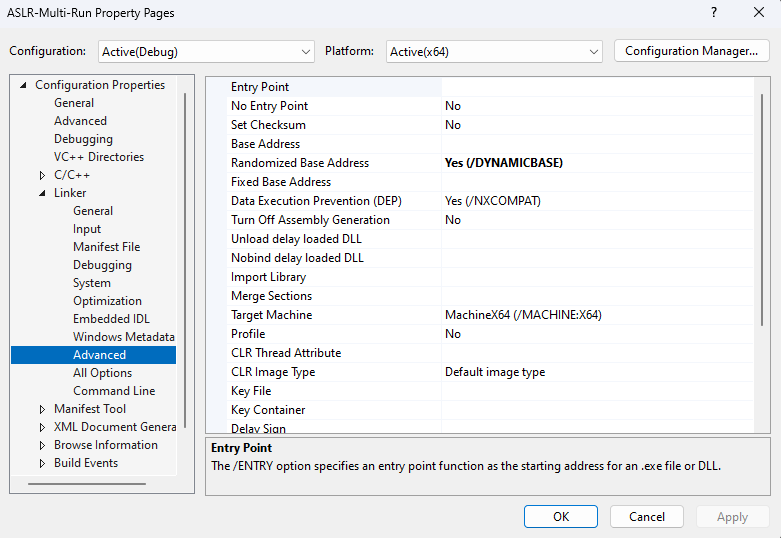 ASLR-Multi-Run Property Pages
? ×
Configuration: Active(Debug) Platform: Active(x64) Configuration Manager...
Configuration Properties
General
Advanced
Debugging
VC++ Directories
C/C++
Linker
General
Input
Manifest File
Debugging
System
Optimization
Embedded IDL
Windows Metadata
Advanced
All Options
Command Line
Manifest Tool
XML Document Genera
Browse Information
Build Events
Entry Point
No Entry Point No
Set Checksum No
Base Address
Randomized Base Address Yes (/DYNAMICBASE)
Fixed Base Address
Data Execution Prevention (DEP) Yes (/NXCOMPAT)
Turn Off Assembly Generation No
Unload delay loaded DLL
Nobind delay loaded DLL
Import Library
Merge Sections
Target Machine MachineX64 (/MACHINE:X64)
Profile No
CLR Thread Attribute
CLR Image Type Default image type
Key File
Key Container
Delay Sign
Entry Point
The /ENTRY option specifies an entry point function as the starting address for an .exe file or DLL.
OK Cancel Apply